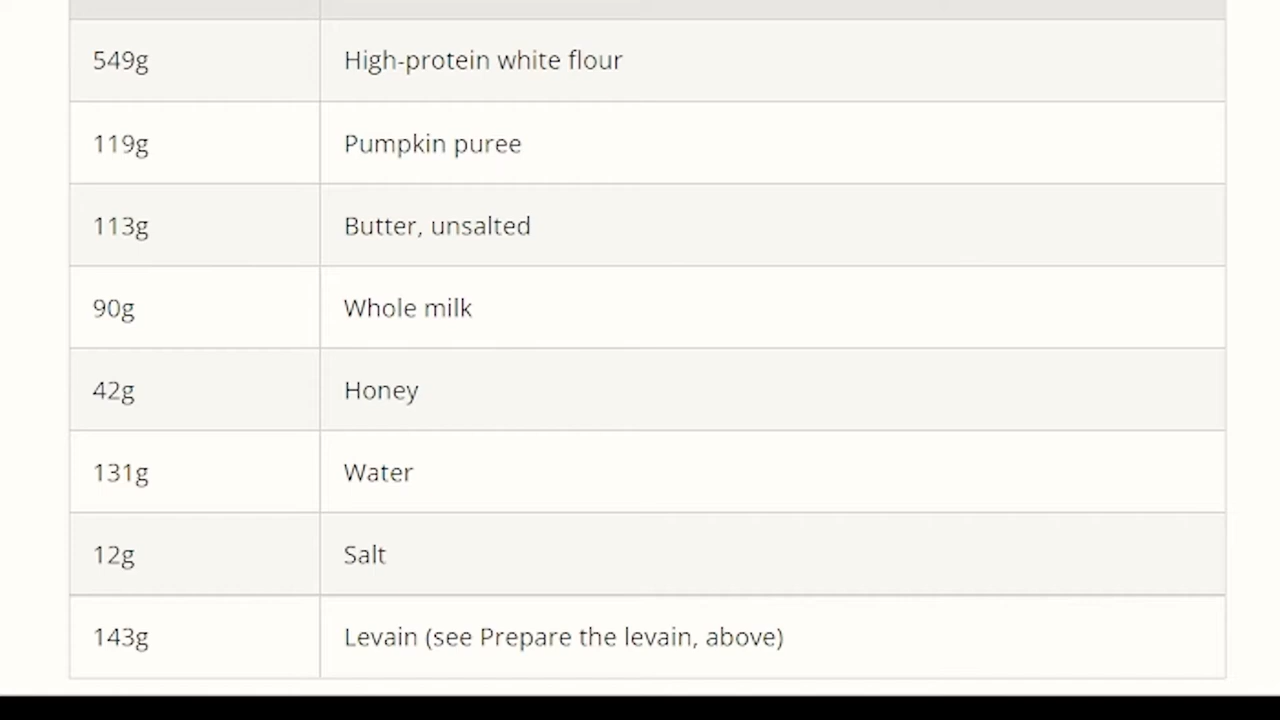 549g High-protein white flour
119g Pumpkin puree
113g Butter, unsalted
90g Whole milk
42g Honey
131g Water
12g Salt
143g Levain (see Prepare the levain, above)